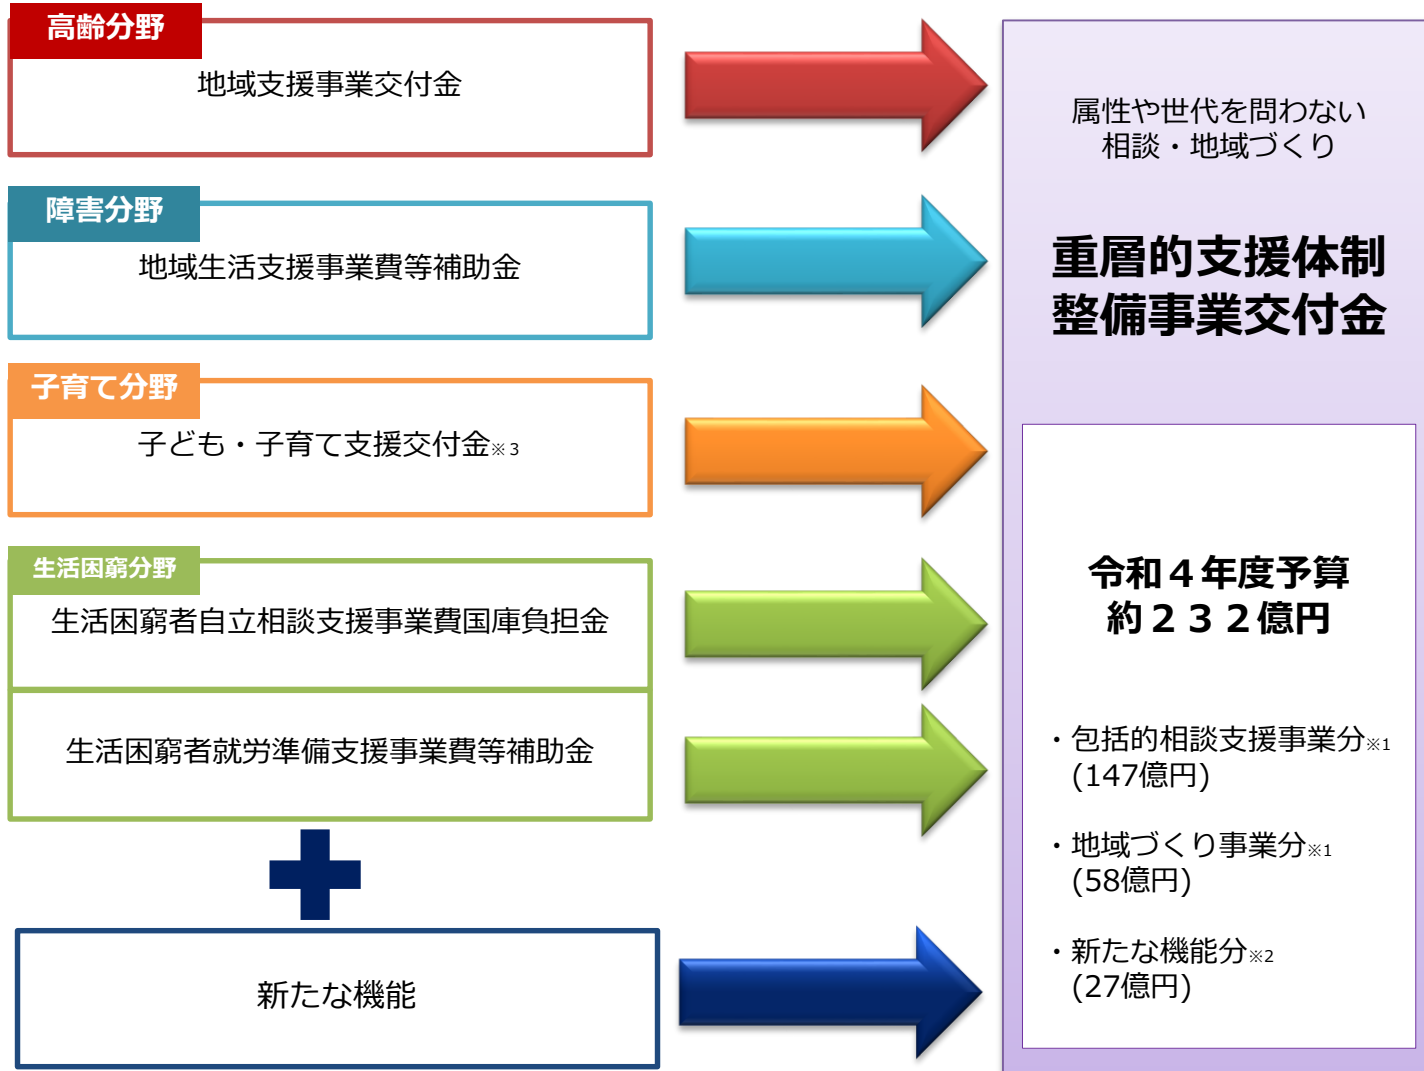 高齢分野
地域支援事業交付金
障害分野
地域生活支援事業費等補助金
子育て分野
子ども・子育て支援交付金※３
生活困窮分野
生活困窮者自立相談支援事業費国庫負担金
生活困窮者就労準備支援事業費等補助金
新たな機能
属性や世代を問わない
相談・地域づくり
重層的支援体制
整備事業交付金
令和４年度予算
約２３２億円
・包括的相談支援事業分※1
(147億円)
・地域づくり事業分※1
(58億円)
・新たな機能分※2
(27億円)